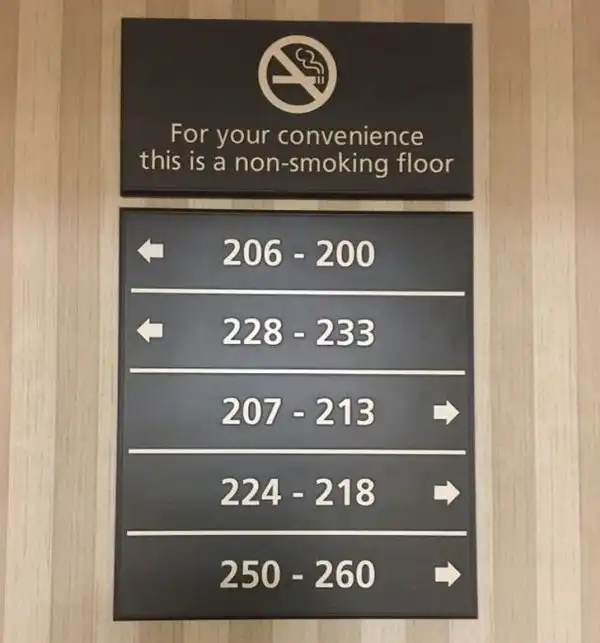 For your convenience
this is a non-smoking floor
206 - 200
228 - 233
207 - 213
224 - 218
250 - 260